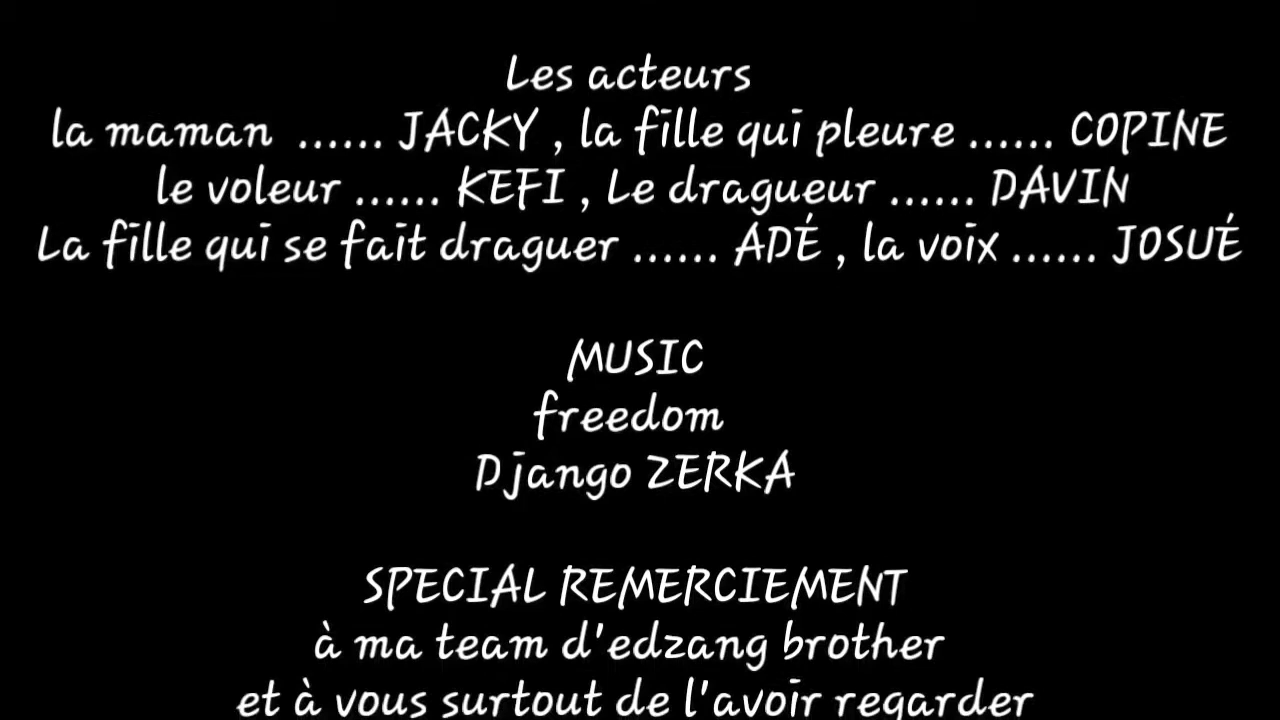 Les acteurs
la maman ...... JACKY , la fille qui pleure ...... COPINE
le voleur ...... KEFI , Le dragueur ...... DAVIN
La fille qui se fait draguer ...... ADÉ , la voix ...... JOSUÉ
MUSIC
freedom
Django ZERKA
SPECIAL REMERCIEMENT
à ma team d'edzang brother
et à vous surtout de l'avoir regarder